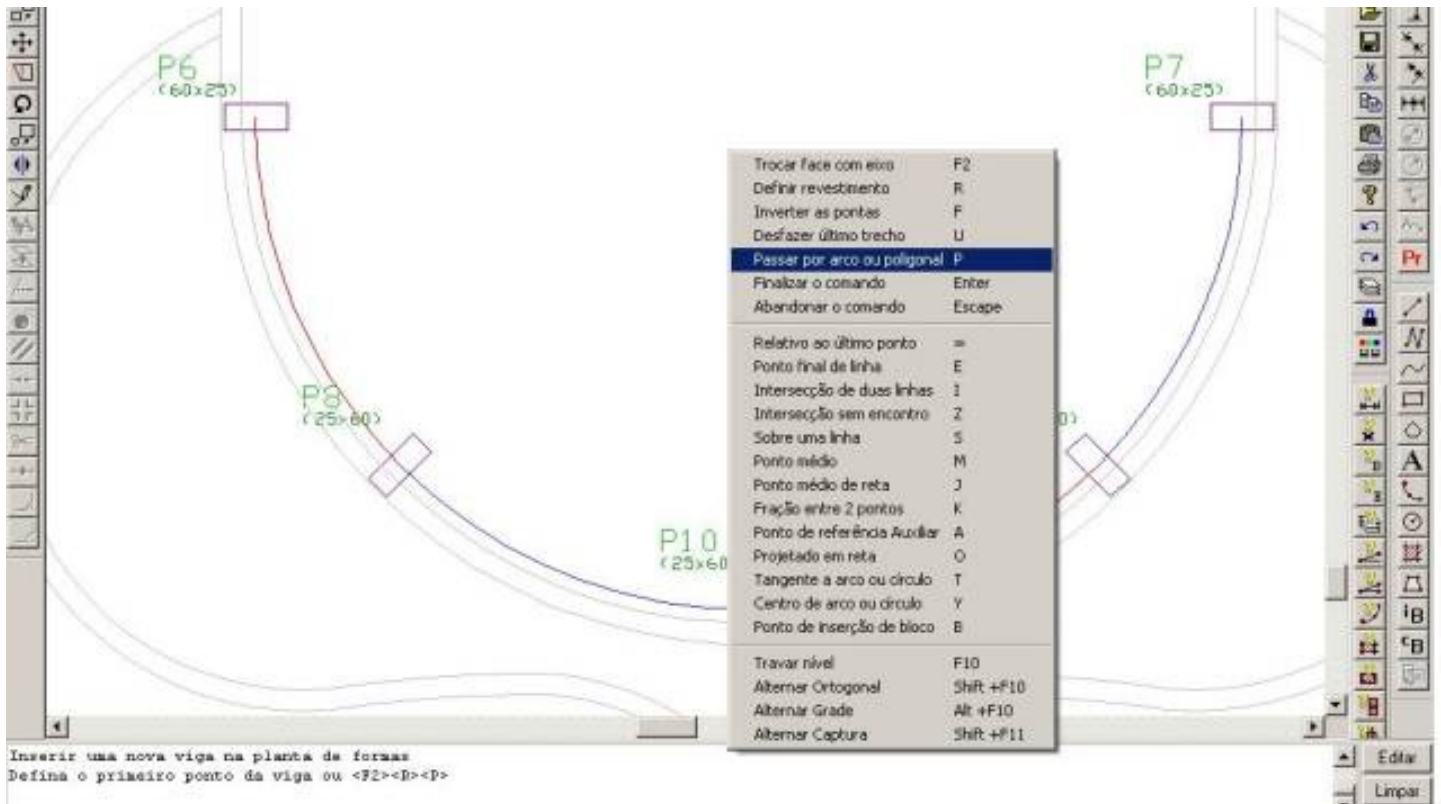 P6
(60x25)
P7
(60x25)
Trocar face com eixo F2
Definir revestimento R
Inverter as pontas F
Desfazer último trecho U
Passar por arco ou poligonal P
Finalizar o comando Enter
Abandonar o comando Escape
Relativo ao último ponto =
Ponto final de linha E
Intersecção de duas linhas I
Intersecção sem encontro Z
Sobre uma linha S
Ponto médio M
Ponto médio de reta J
Fração entre 2 pontos K
Ponto de referência Auxiliar A
Projetado em reta O
Tangente a arco ou círculo T
Centro de arco ou círculo Y
Ponto de inserção de bloco B
Travar nível F10
Alternar Ortogonal Shift +F10
Alternar Grade Alt +F10
Alternar Captura Shift +F11
P8
(25x60)
0)
P10
(25x60
Pr
N
A
iB
cB
Inserir uma nova viga na planta de formas
Defina o primeiro ponto da viga ou <F2><R><P>
Editar
Limpar